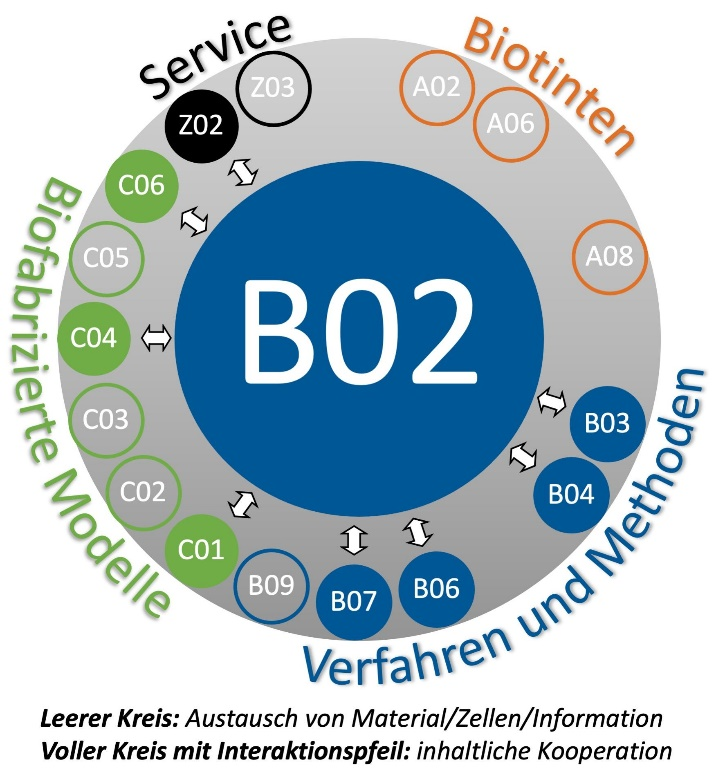 Service
Biotinten
Z03
A02
Z02
A06
C06
C05
A08
Biofabrizierte Modelle
C04
B02
C03
B03
C02
B04
C01
B09
B07
B06
Verfahren und Methoden
Leerer Kreis: Austausch von Material/Zellen/Information
Voller Kreis mit Interaktionspfeil: inhaltliche Kooperation